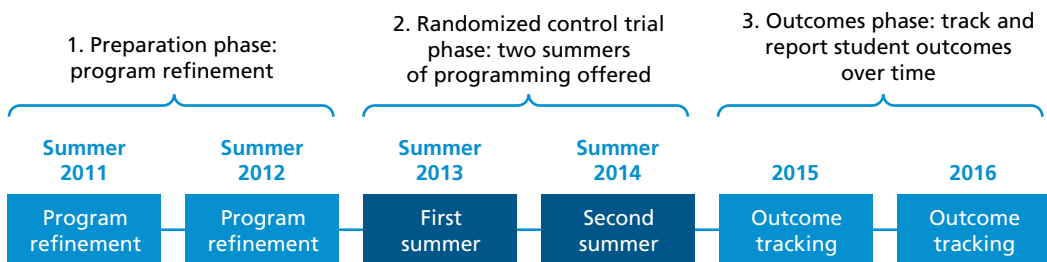 1. Preparation phase:
program refinement
2. Randomized control trial
phase: two summers
of programming offered
3. Outcomes phase: track and
report student outcomes
over time
Summer
2011
Summer
2012
Summer
2013
Summer
2014
2015
2016
Program
refinement
Program
refinement
First
summer
Second
summer
Outcome
tracking
Outcome
tracking